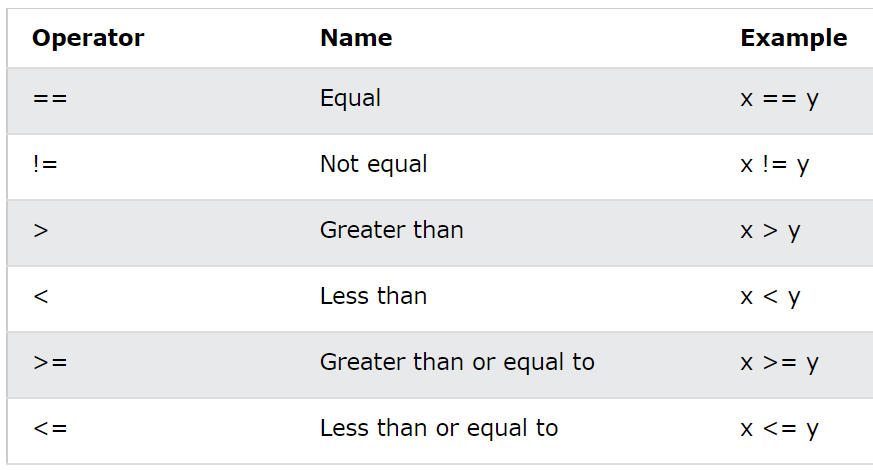 Operator Name Example
== Equal x == y
!= Not equal x != y
> Greater than x > y
< Less than x < y
>= Greater than or equal to x >= y
<= Less than or equal to x <= y